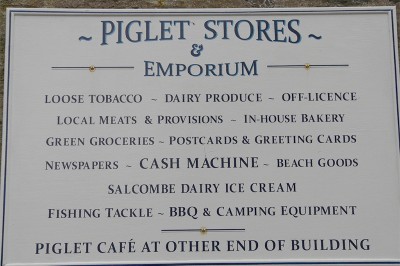 ~ PIGLET STORES ~
&
EMPORIUM
LOOSE TOBACCO ~ DAIRY PRODUCE ~ OFF-LICENCE
LOCAL MEATS & PROVISIONS ~ IN-HOUSE BAKERY
GREEN GROCERIES ~ POSTCARDS & GREETING CARDS
NEWSPAPERS ~ CASH MACHINE ~ BEACH GOODS
SALCOMBE DAIRY ICE CREAM
FISHING TACKLE ~ BBQ & CAMPING EQUIPMENT
PIGLET CAFÉ AT OTHER END OF BUILDING